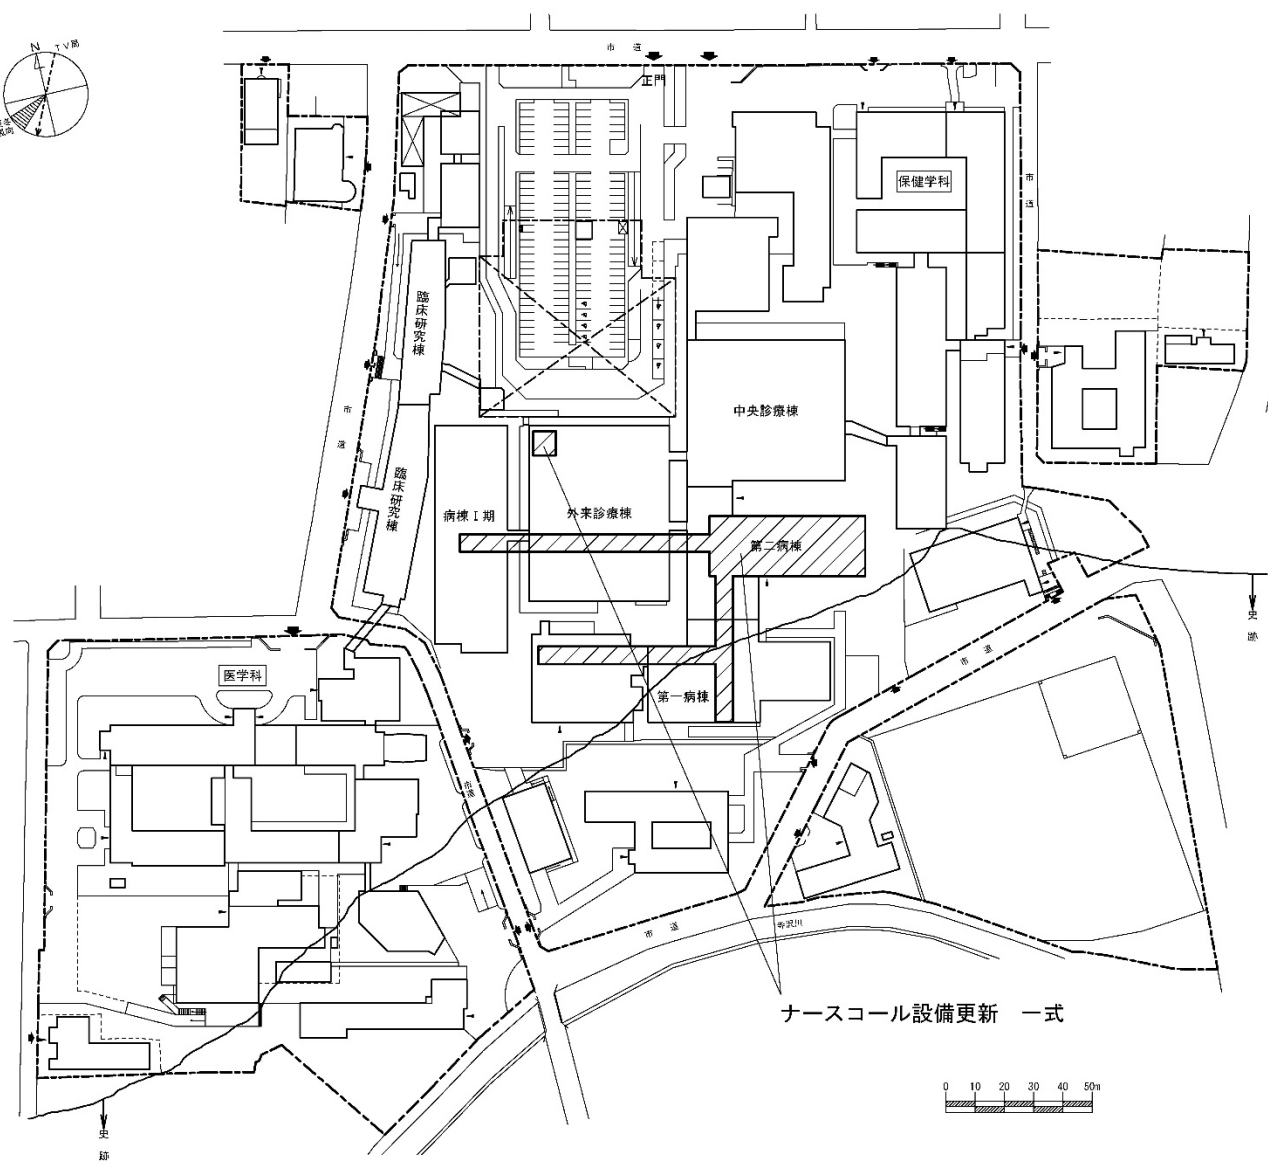 N
TV局
市道
正門
保健学科
市道
臨床研究棟
中央診療棟
市道
臨床研究棟
病棟Ⅰ期
外来診療棟
第二病棟
史跡
市道
医学科
第一病棟
市道
市道
ナースコール設備更新　一式
0 10 20 30 40 50m
史跡